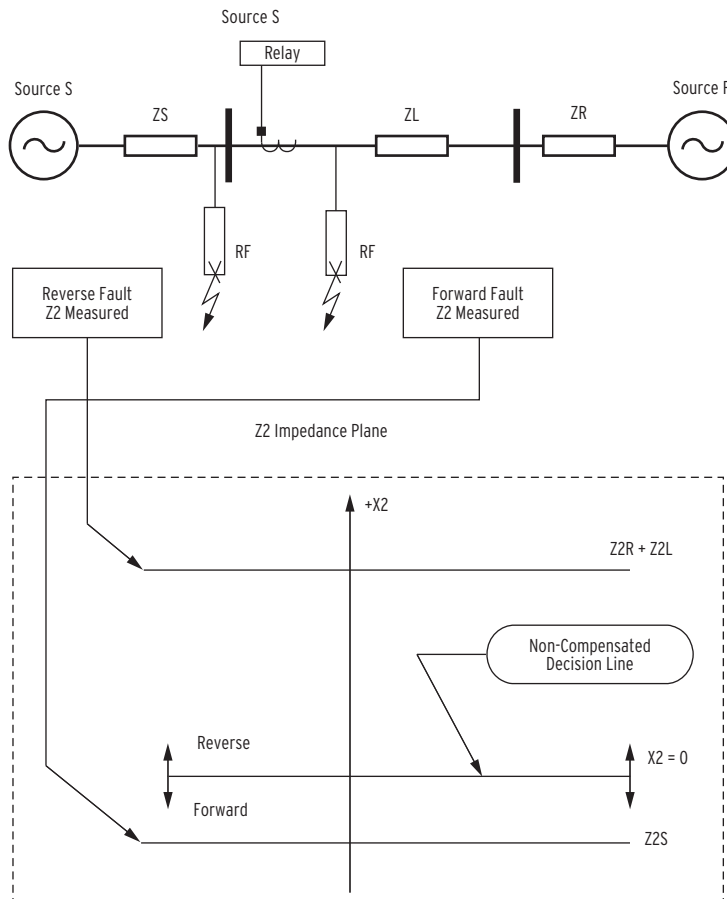 Source S
Relay
Source S
ZS
ZL
ZR
Source
RF
RF
Reverse Fault
Z2 Measured
Forward Fault
Z2 Measured
Z2 Impedance Plane
+X2
Z2R + Z2L
Non-Compensated
Decision Line
Reverse
X2 = 0
Forward
Z2S